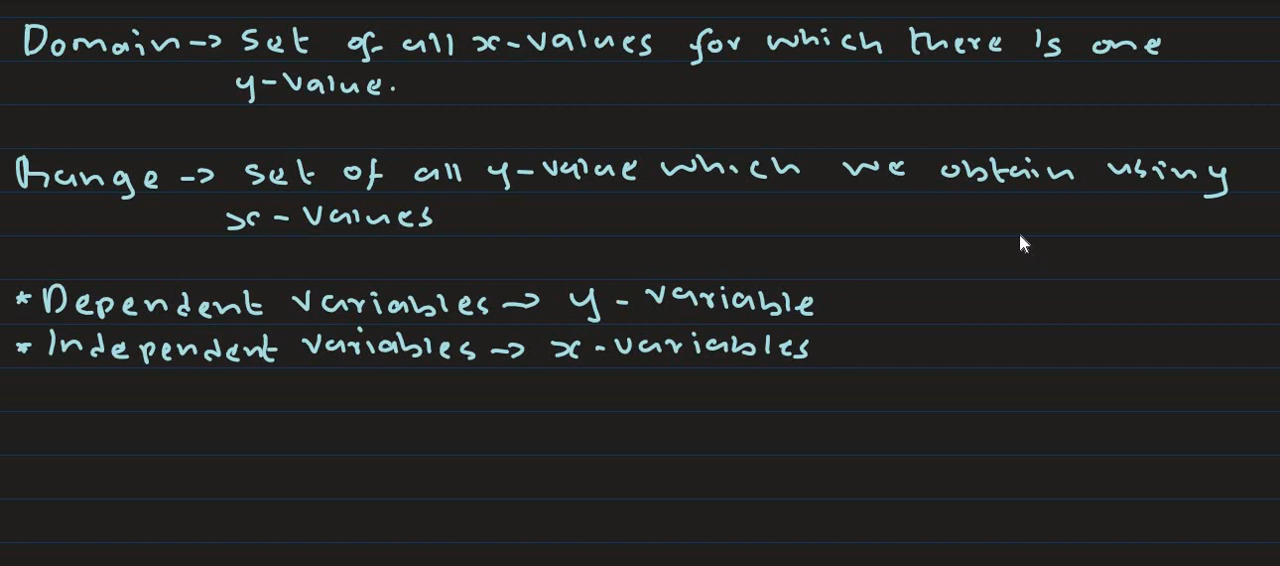 Domain -> set of all x-values for which there is one
y-value.
Range -> set of all y-value which we obtain using
x-values
* Dependent variables -> y-variable
* Independent variables -> x-variables